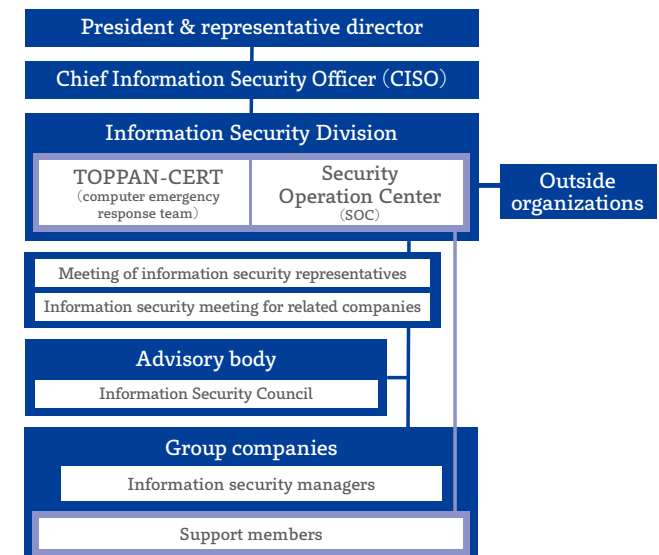 President & representative director
Chief Information Security Officer（CISO）
Information Security Division
TOPPAN-CERT
（computer emergency
response team）
Security
Operation Center
（SOC）
Outside
organizations
Meeting of information security representatives
Information security meeting for related companies
Advisory body
Information Security Council
Group companies
Information security managers
Support members